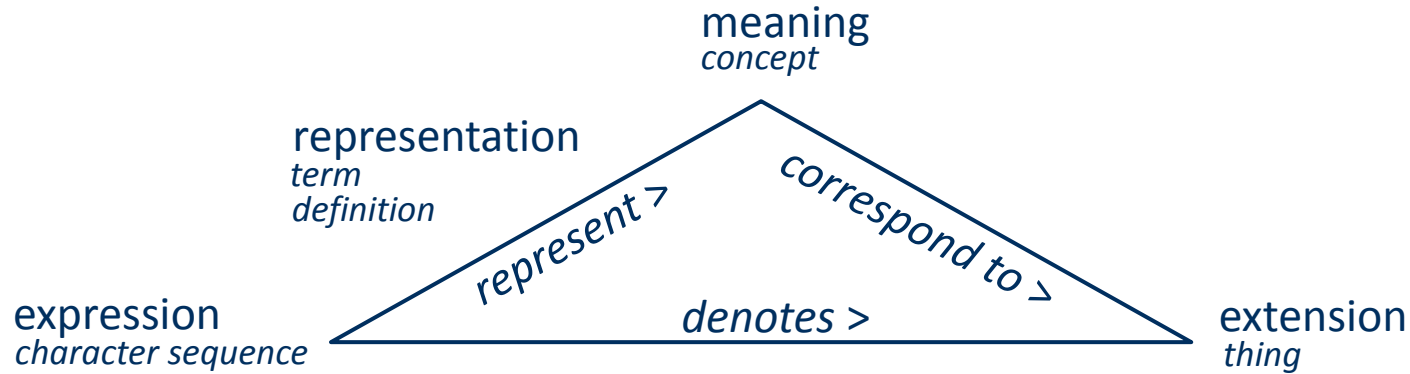 meaning
concept
representation
term
definition
represent >
correspond to >
expression
character sequence
denotes >
extension
thing